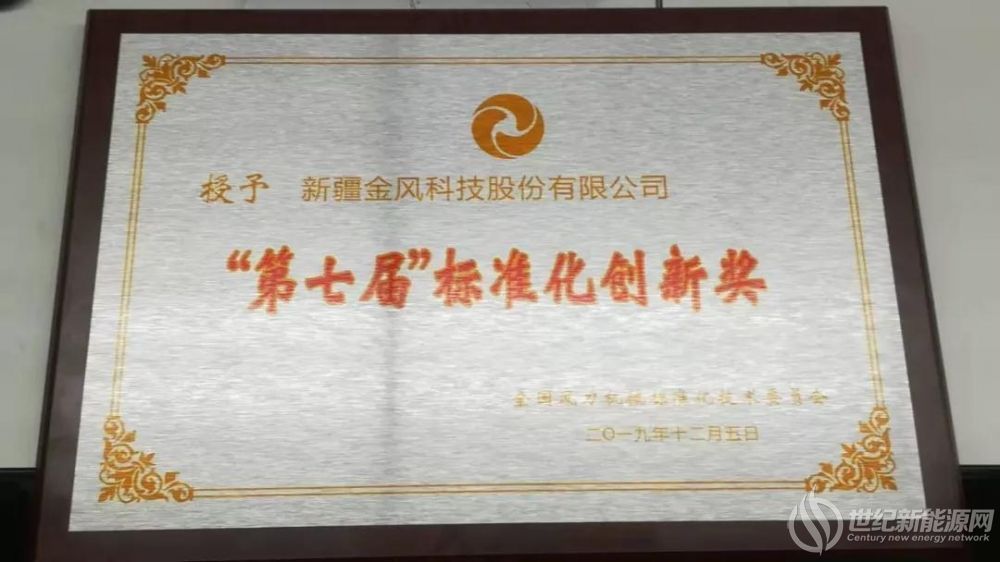 授予 新疆金风科技股份有限公司
“第七届”标准化创新奖
全国风力机械标准化技术委员会
二〇一九年十二月五日
世纪新能源网
Century new energy network